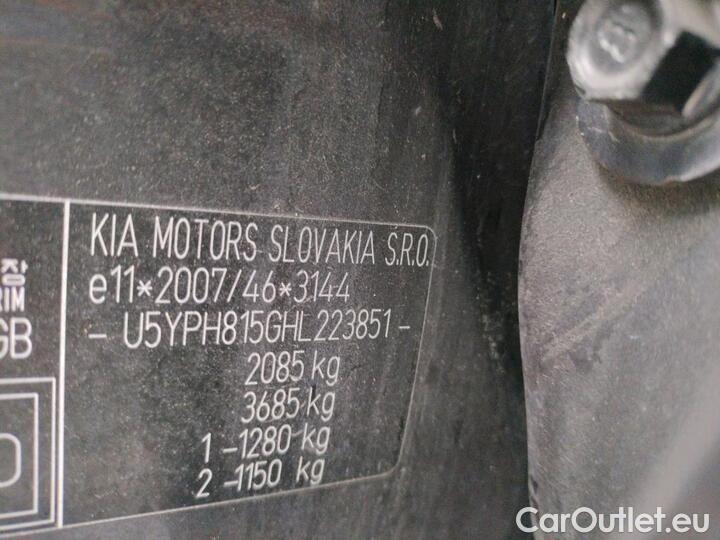 KIA MOTORS SLOVAKIA S.R.O.
e11*2007/46*3144
- U5YPH815GHL223851 -
2085 kg
3685 kg
1 -1280 kg
2 -1150 kg
장
RIM
GB
CarOutlet.eu